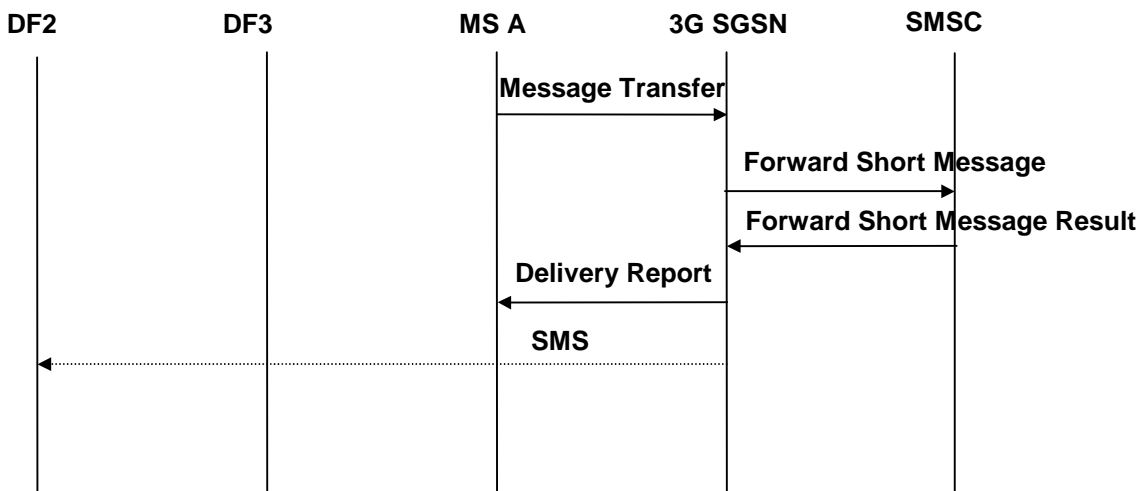 DF2 DF3 MS A 3G SGSN SMSC
Message Transfer
Forward Short Message
Forward Short Message Result
Delivery Report
SMS